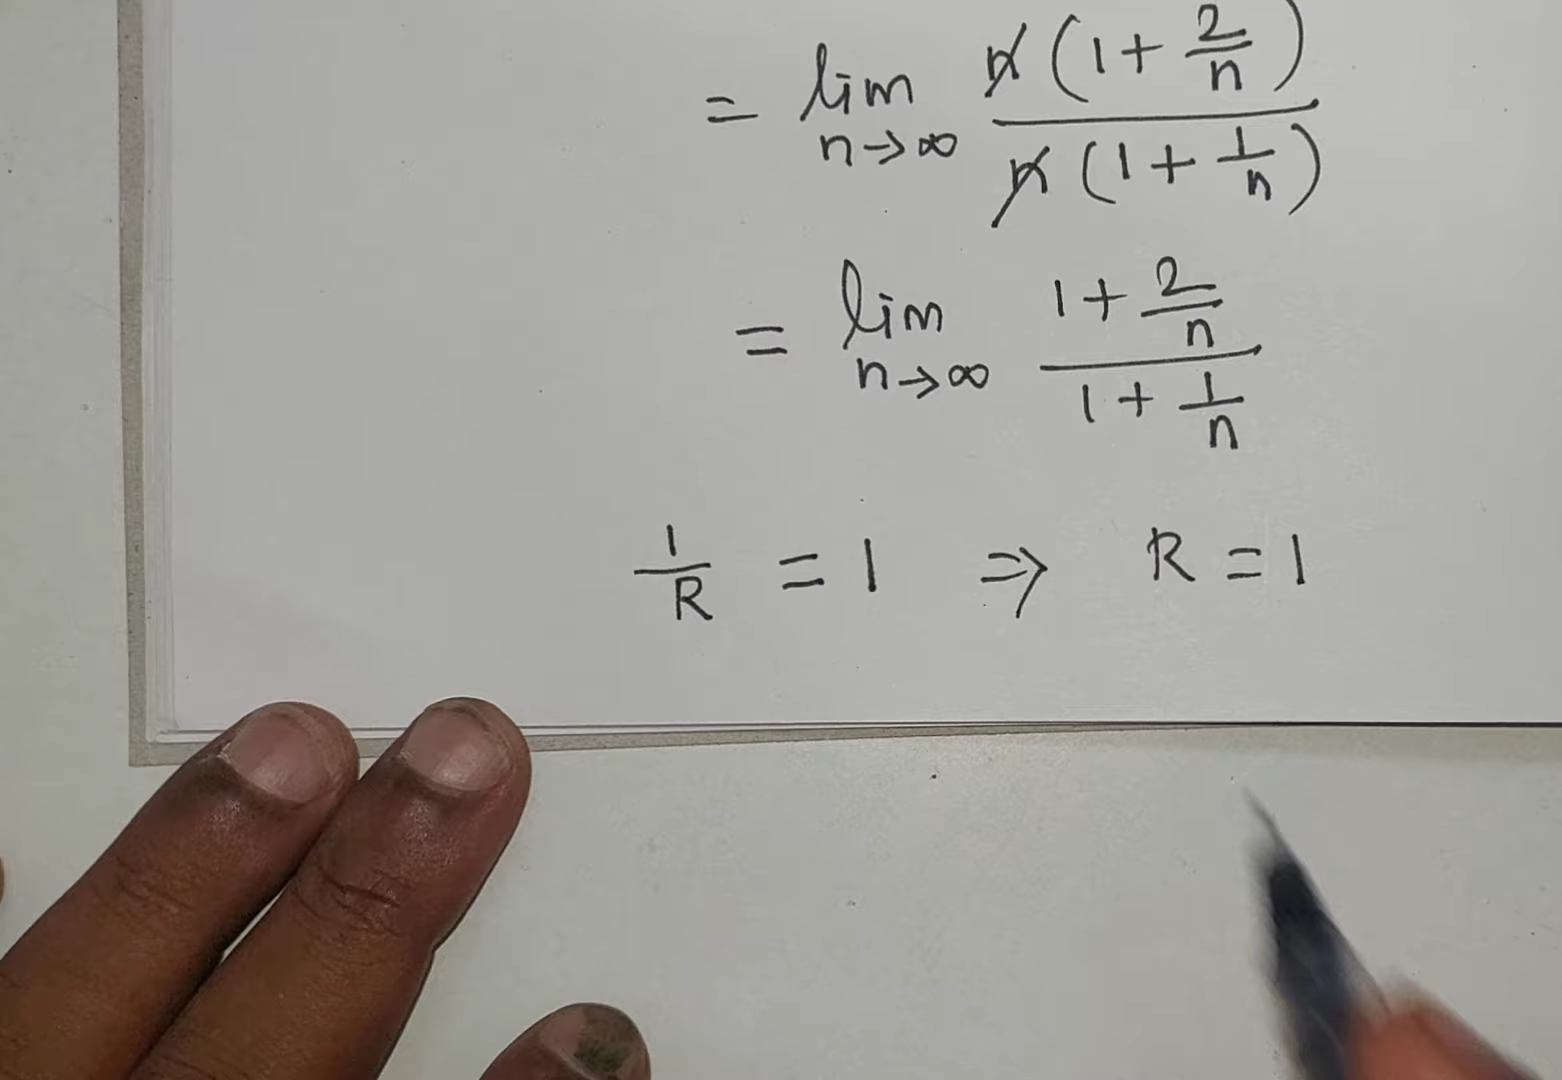 = lim n→∞ n(1 + 2/n) / n(1 + 1/n)
= lim n→∞ (1 + 2/n) / (1 + 1/n)
1/R = 1 ⇒ R = 1